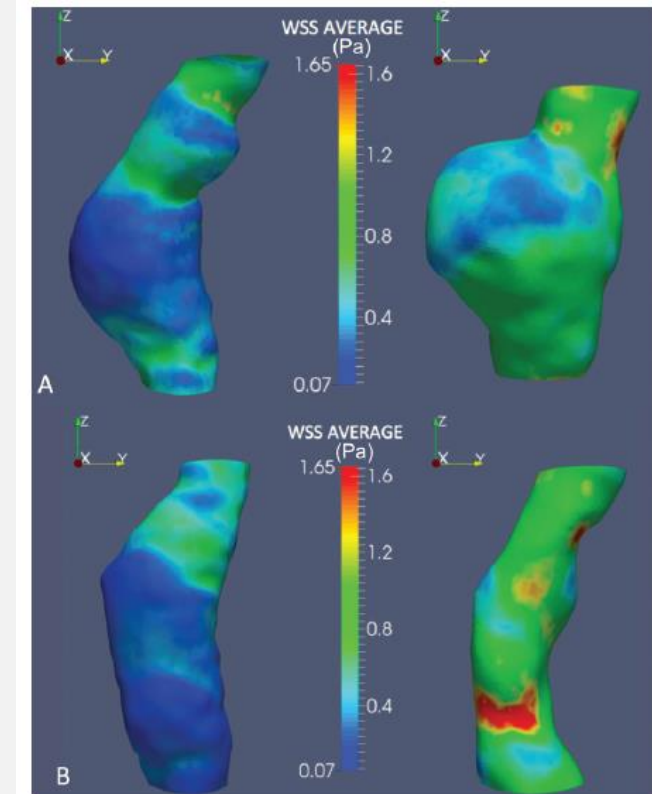 Z
X Y
WSS AVERAGE
(Pa)
1.65
1.6
1.2
0.8
0.4
0.07
Z
X Y
A
Z
X Y
WSS AVERAGE
(Pa)
1.65
1.6
1.2
0.8
0.4
0.07
Z
X Y
B